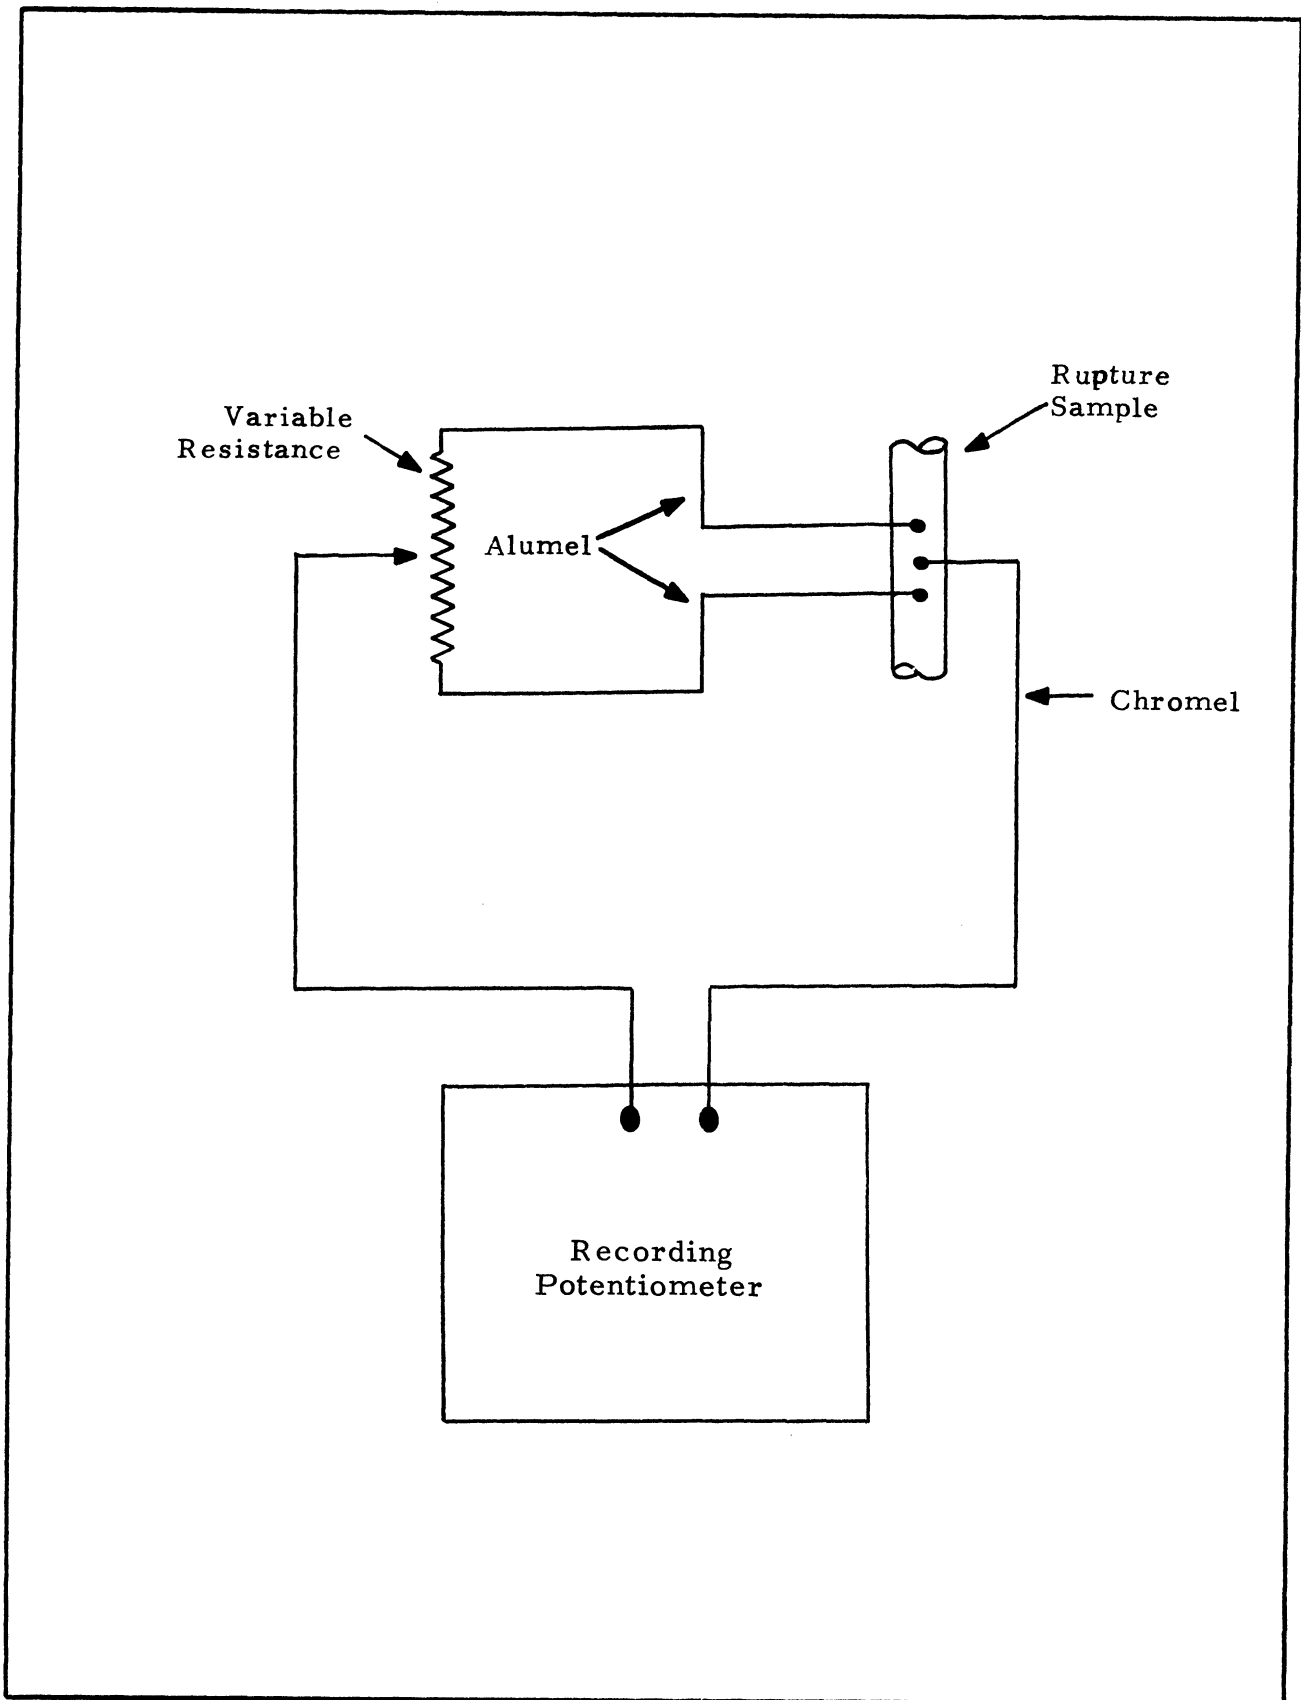 Rupture
Sample
Variable
Resistance
Alumel
Chromel
Recording
Potentiometer